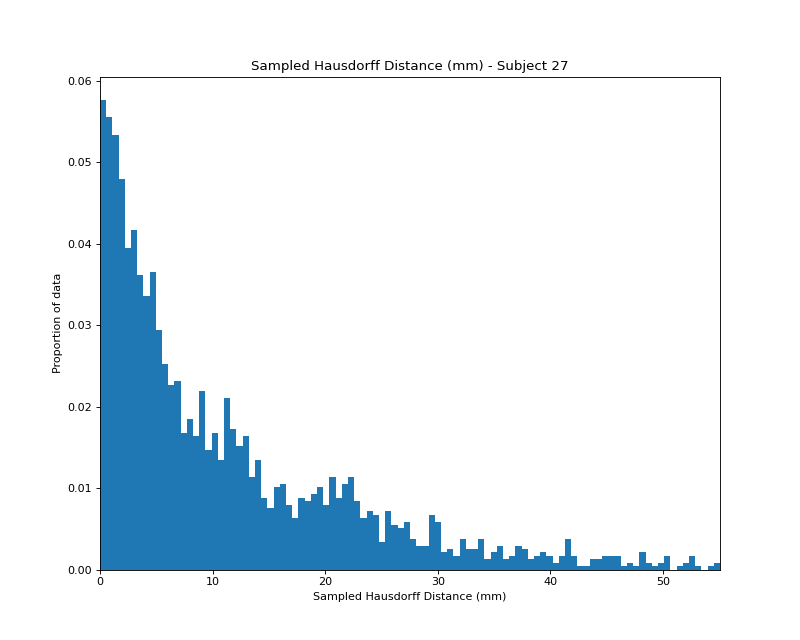 Sampled Hausdorff Distance (mm) - Subject 27
0.06
0.05
0.04
0.03
0.02
0.01
0.00
Proportion of data
0 10 20 30 40 50
Sampled Hausdorff Distance (mm)